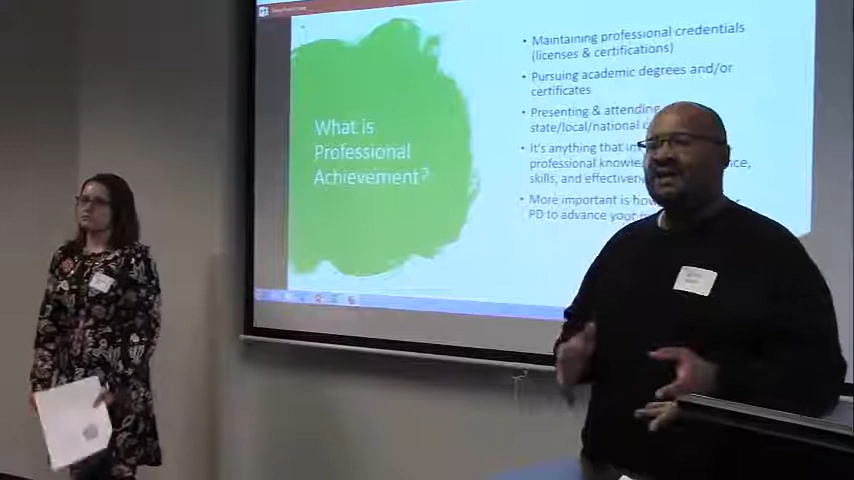 What is
Professional
Achievement?
• Maintaining professional credentials
(licenses & certifications)
• Pursuing academic degrees and/or
certificates
• Presenting & attending
state/local/national
• It's anything that
professional
skills, and
• More important is
PD to advance